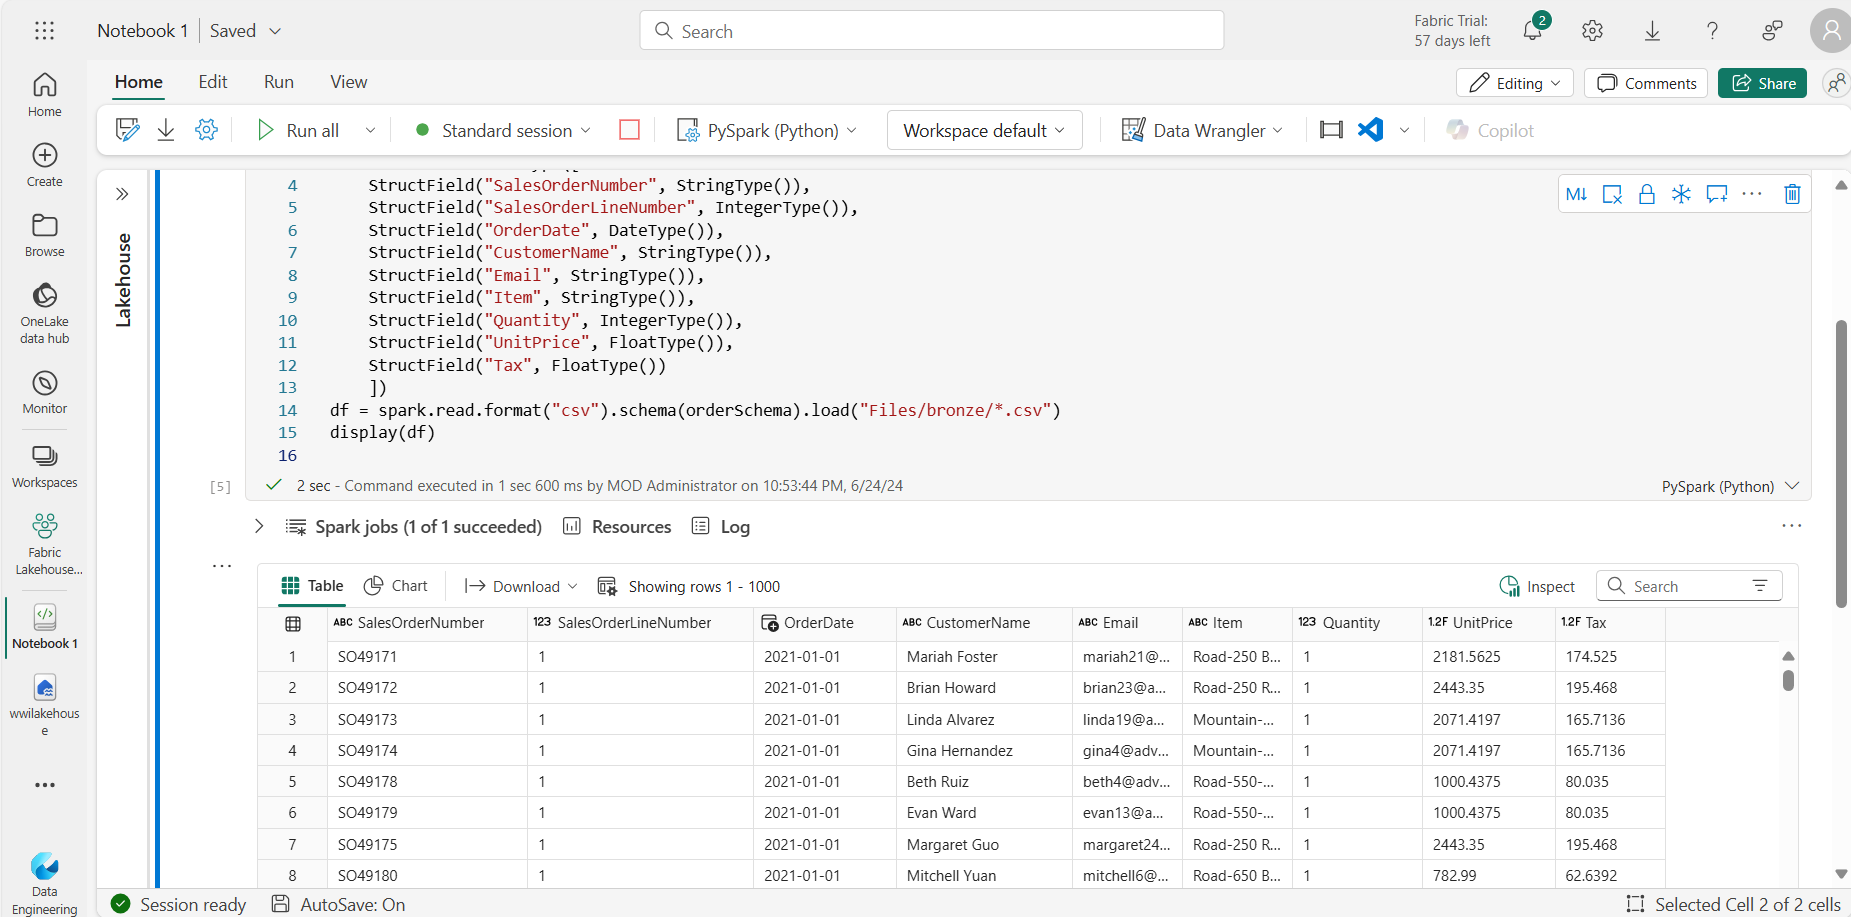 Notebook 1 | Saved
Search
Fabric Trial:
57 days left
2
Home
Edit
Run
View
Editing
Comments
Share
Run all
Standard session
PySpark (Python)
Workspace default
Data Wrangler
Copilot
Home
Create
Browse
OneLake
data hub
Monitor
Workspaces
Fabric
Lakehouse...
Notebook 1
wwilakehous
e
Data
Engineering
Lakehouse
4 StructField("SalesOrderNumber", StringType()),
5 StructField("SalesOrderLineNumber", IntegerType()),
6 StructField("OrderDate", DateType()),
7 StructField("CustomerName", StringType()),
8 StructField("Email", StringType()),
9 StructField("Item", StringType()),
10 StructField("Quantity", IntegerType()),
11 StructField("UnitPrice", FloatType()),
12 StructField("Tax", FloatType())
13 ])
14 df = spark.read.format("csv").schema(orderSchema).load("Files/bronze/*.csv")
15 display(df)
16
M↓
[5]
2 sec - Command executed in 1 sec 600 ms by MOD Administrator on 10:53:44 PM, 6/24/24
PySpark (Python)
Spark jobs (1 of 1 succeeded)
Resources
Log
Table
Chart
Download
Showing rows 1 - 1000
Inspect
Search
ABC SalesOrderNumber 123 SalesOrderLineNumber OrderDate ABC CustomerName ABC Email ABC Item 123 Quantity 1.2F UnitPrice 1.2F Tax
1 SO49171 1 2021-01-01 Mariah Foster mariah21@... Road-250 B... 1 2181.5625 174.525
2 SO49172 1 2021-01-01 Brian Howard brian23@a... Road-250 R... 1 2443.35 195.468
3 SO49173 1 2021-01-01 Linda Alvarez linda19@a... Mountain-... 1 2071.4197 165.7136
4 SO49174 1 2021-01-01 Gina Hernandez gina4@adv... Mountain-... 1 2071.4197 165.7136
5 SO49178 1 2021-01-01 Beth Ruiz beth4@adv... Road-550-... 1 1000.4375 80.035
6 SO49179 1 2021-01-01 Evan Ward evan13@a... Road-550-... 1 1000.4375 80.035
7 SO49175 1 2021-01-01 Margaret Guo margaret24... Road-250 R... 1 2443.35 195.468
8 SO49180 1 2021-01-01 Mitchell Yuan mitchell6@... Road-650 B... 1 782.99 62.6392
Session ready
AutoSave: On
Selected Cell 2 of 2 cells